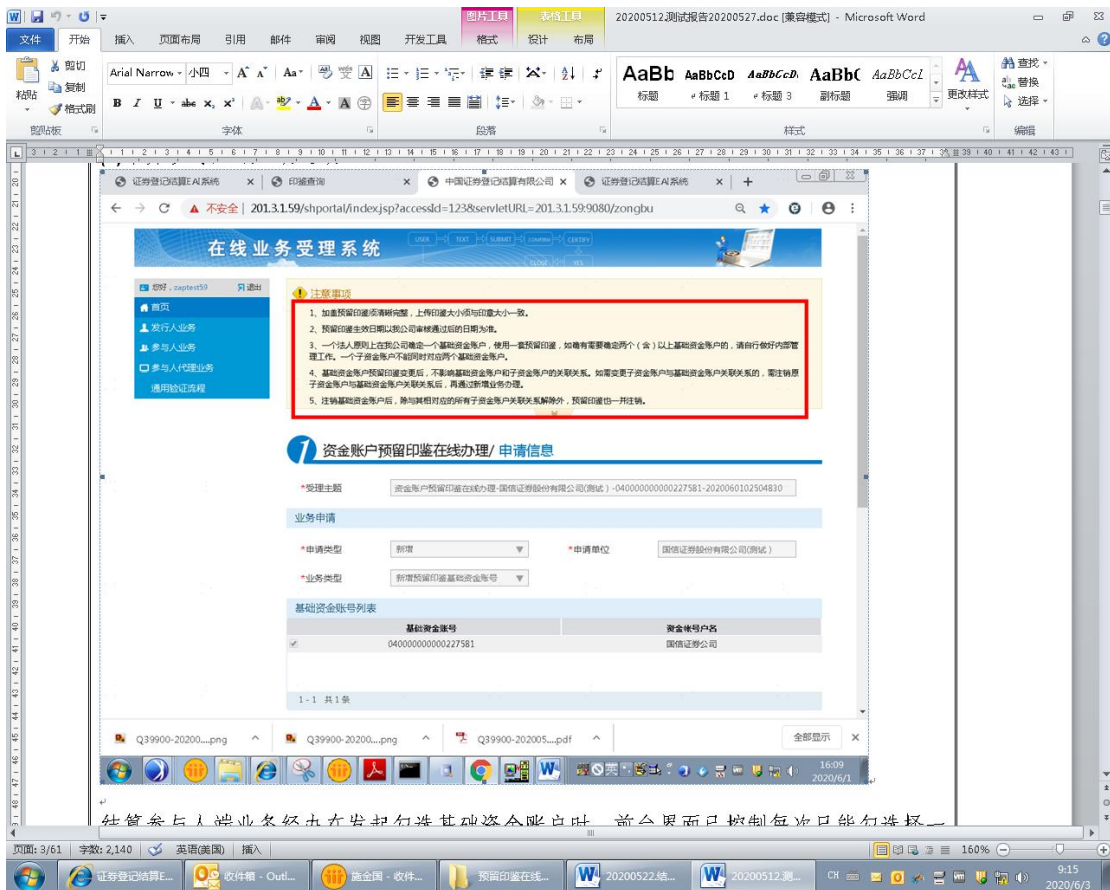 20200512.测试报告20200527.doc [兼容模式] - Microsoft Word
图片工具 表格工具
文件 开始 插入 页面布局 引用 邮件 审阅 视图 开发工具 格式 设计 布局
粘贴 剪切 复制 格式刷
Arial Narrow 小四
AaBb AaBbCcD AaBbCcD AaBb( AaBbCcL
标题 标题 1 标题 3 副标题 强调
更改样式 查找 替换 选择
剪贴板 字体 段落 样式 编辑
证券登记结算EAI系统 印鉴查询 中国证券登记结算有限公司 证券登记结算EAI系统
不安全 201.3.1.59/shportal/index.jsp?accessId=123&servletURL=201.3.1.59:9080/zongbu
在线业务受理系统
USER TEXT SUBMIT CONFIRM CERTIFY
CLOSE YES
您好，zaptest59 退出
首页
发行人业务
参与人业务
参与人代理业务
通用验证流程
注意事项
1、加盖预留印鉴须清晰完整，上传印鉴大小须与印章大小一致。
2、预留印鉴生效日期以我公司审核通过后的日期为准。
3、一个法人原则上在我公司确定一个基础资金账户，使用一套预留印鉴，如确有需要确定两个（含）以上基础资金账户的，请自行做好内部管
理工作。一个子资金账户不能同时对应两个基础资金账户。
4、基础资金账户预留印鉴变更后，不影响基础资金账户和子资金账户的关联关系。如需变更子资金账户与基础资金账户关联关系的，需注销原
子资金账户与基础资金账户关联关系后，再通过新增业务办理。
5、注销基础资金账户后，除与其相对应的所有子资金账户关联关系解除外，预留印鉴也一并注销。
1 资金账户预留印鉴在线办理/ 申请信息
*受理主题 资金账户预留印鉴在线办理-国信证券股份有限公司(测试）-040000000000227581-2020060102504830
业务申请
*申请类型 新增 *申请单位 国信证券股份有限公司(测试）
*业务类型 新增预留印鉴基础资金账号
基础资金账号列表
基础资金账号 资金帐号户名
040000000000227581 国信证券公司
1-1 共1条
Q39900-20200....png Q39900-20200....png Q39900-202005....pdf 全部显示
16:09
2020/6/1
结算参与人端业务经办在发起勾选基础资金账户时，前台界面已控制每次只能勾选择一
页面: 3/61 字数: 2,140 英语(美国) 插入 160%
证券登记结算E... 收件箱 - Outl... 施金国 - 收件... 预留印鉴在线... 20200522.结... 20200512.测... CH
9:15
2020/6/3